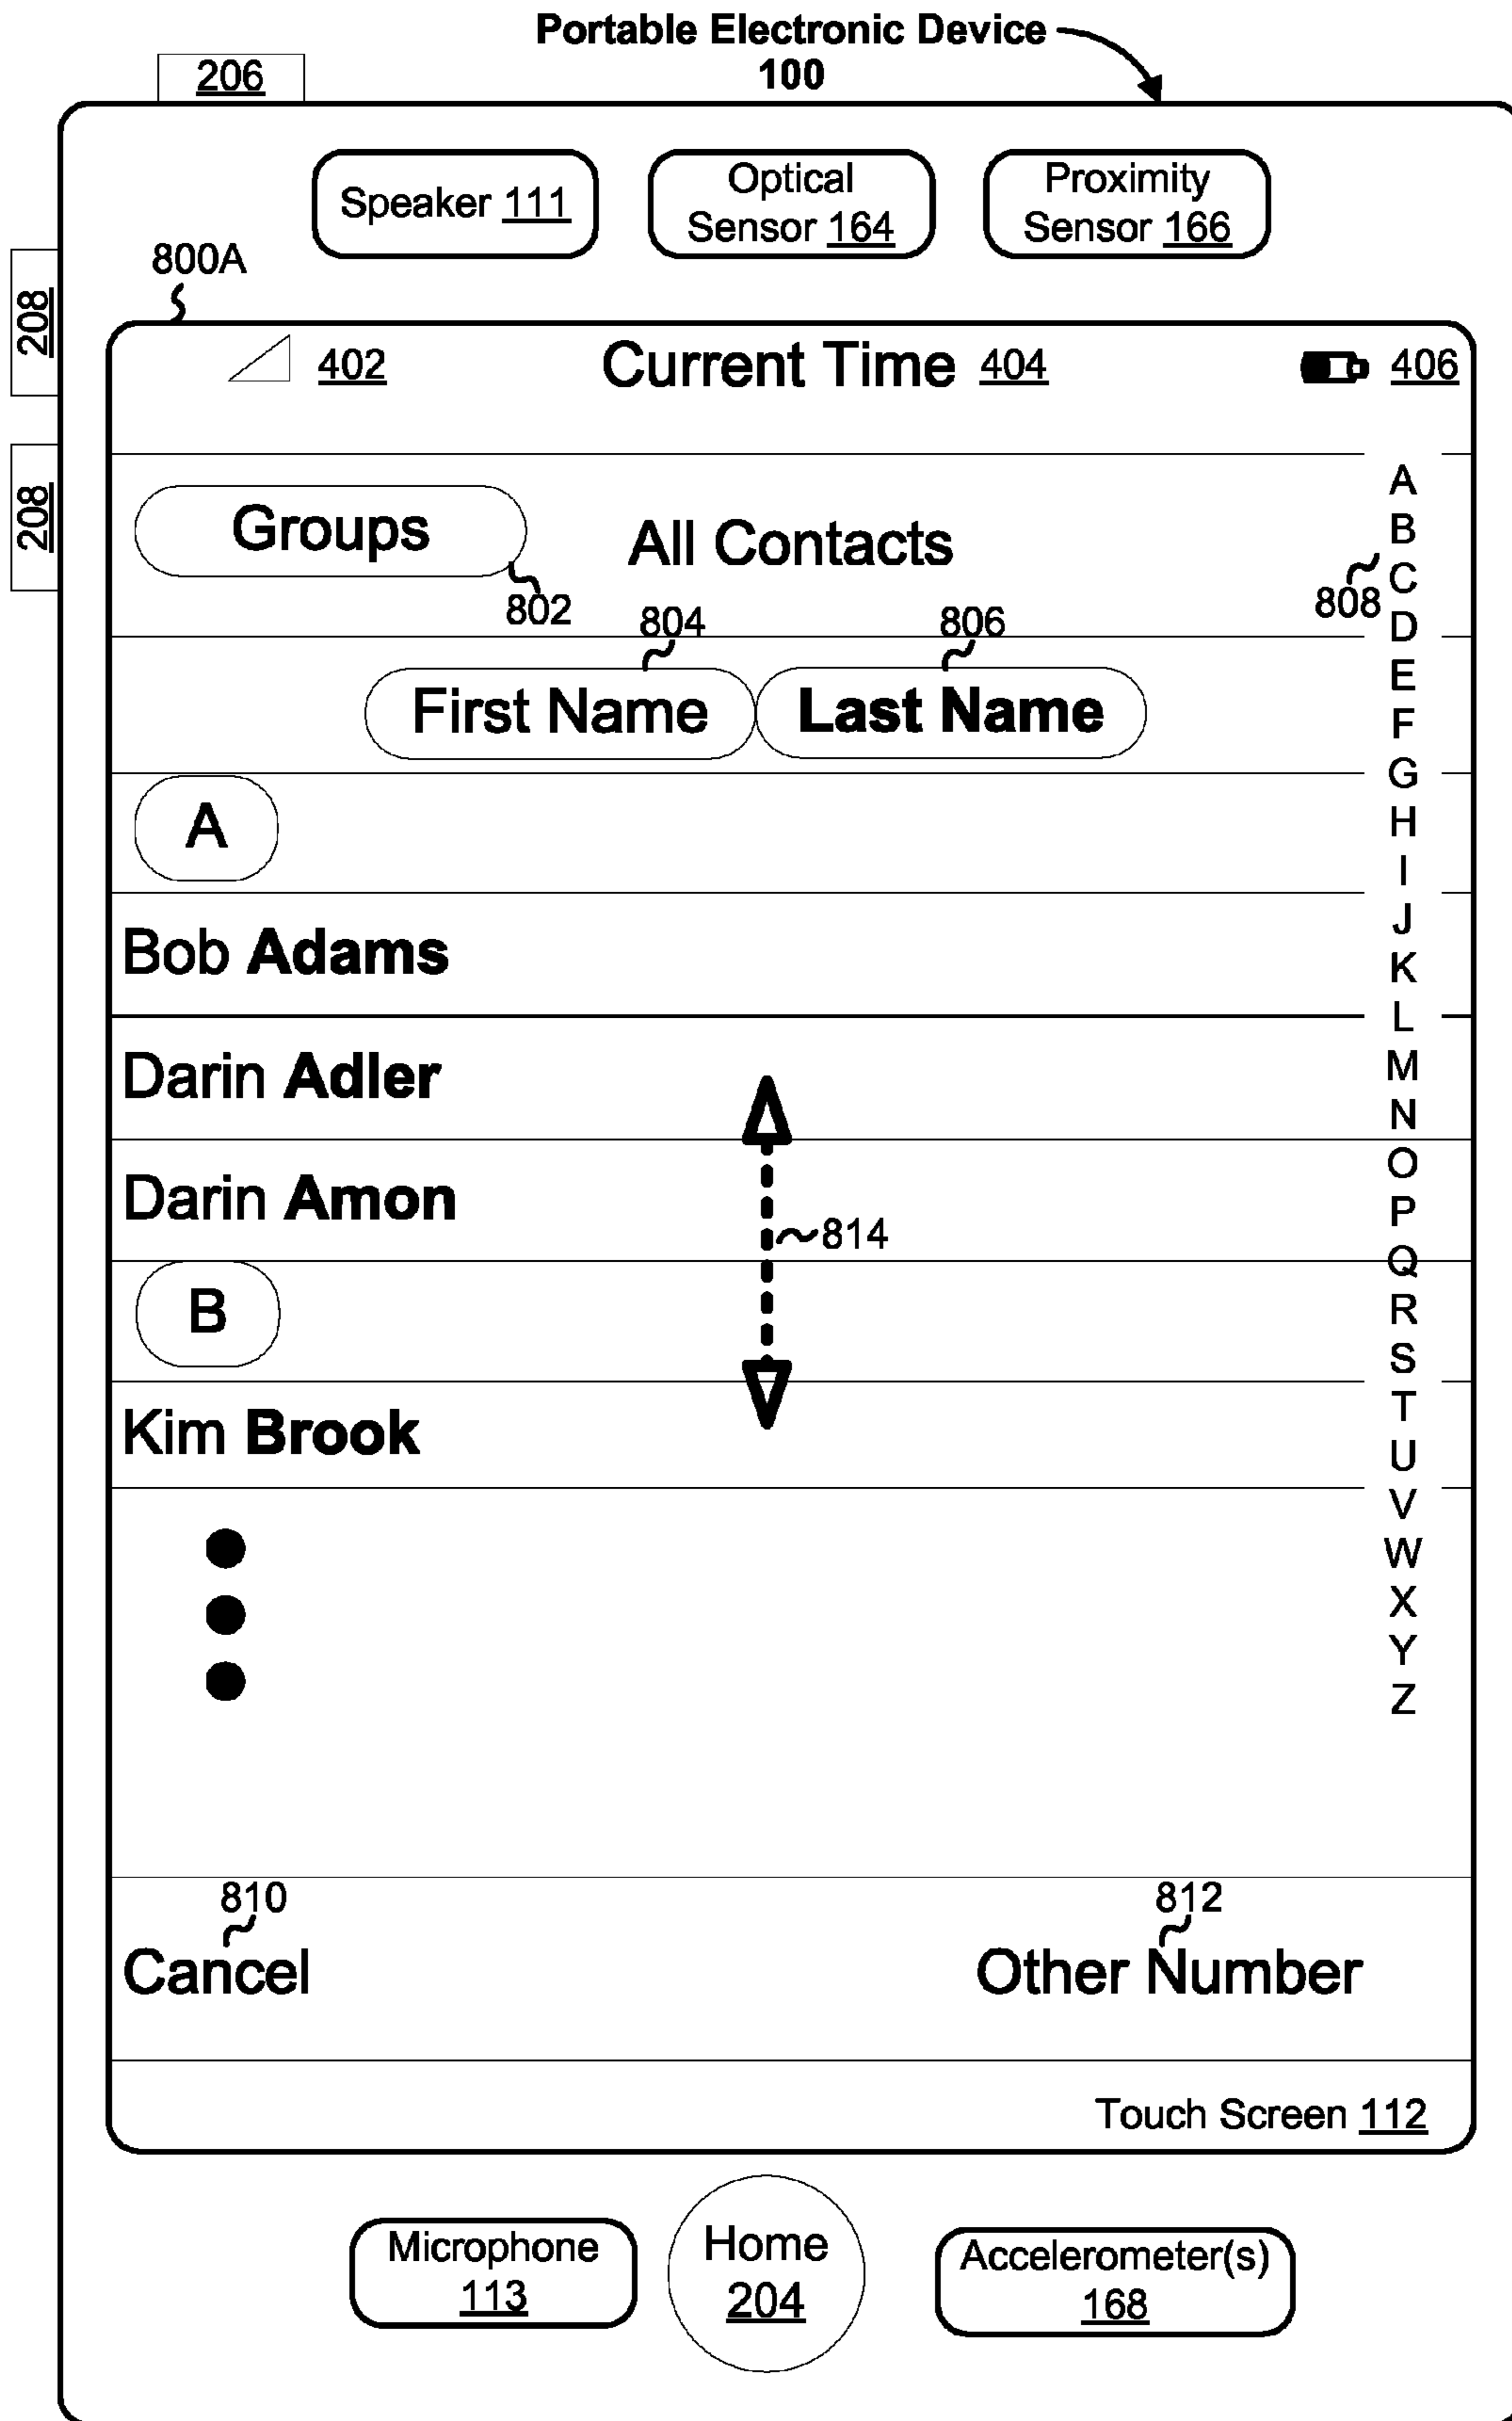 Portable Electronic Device
100
206
Speaker 111
Optical
Sensor 164
Proximity
Sensor 166
800A
208
208
402
Current Time 404
406
Groups
All Contacts
802
804
806
808
First Name
Last Name
A
B
C
D
E
F
G
H
I
J
K
L
M
N
O
P
Q
R
S
T
U
V
W
X
Y
Z
A
Bob Adams
Darin Adler
Darin Amon
814
B
Kim Brook
810
812
Cancel
Other Number
Touch Screen 112
Microphone
113
Home
204
Accelerometer(s)
168